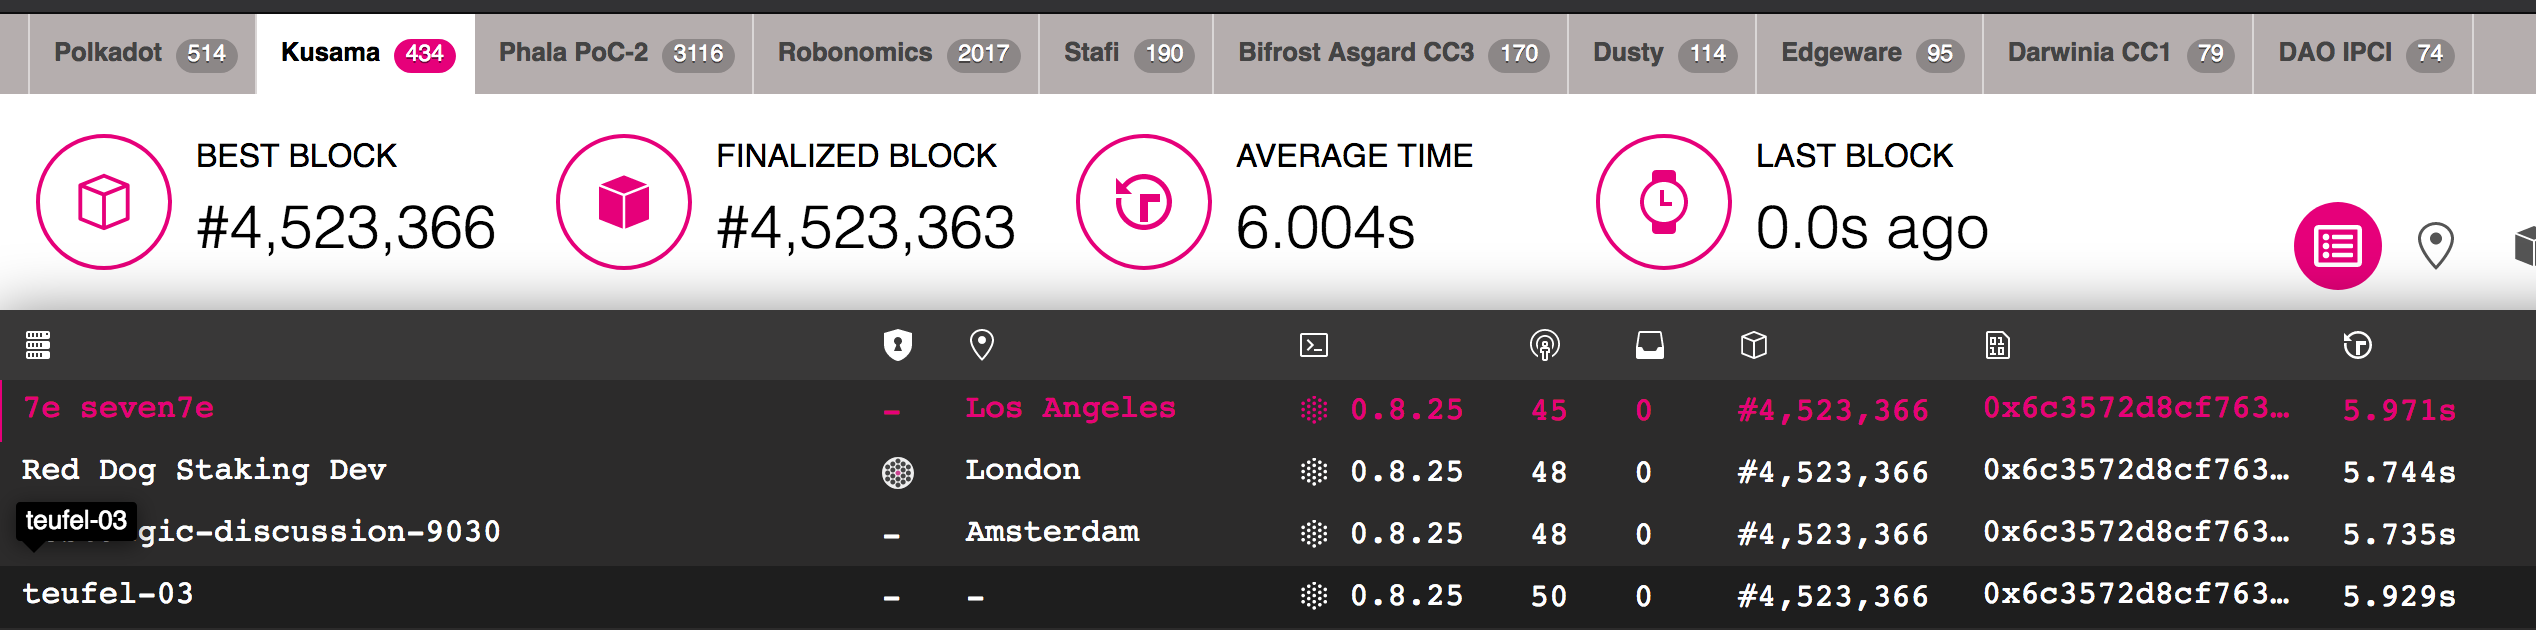 Polkadot 514 Kusama 434 Phala PoC-2 3116 Robonomics 2017 Stafi 190 Bifrost Asgard CC3 170 Dusty 114 Edgeware 95 Darwinia CC1 79 DAO IPCI 74
BEST BLOCK
#4,523,366
FINALIZED BLOCK
#4,523,363
AVERAGE TIME
6.004s
LAST BLOCK
0.0s ago
7e seven7e - Los Angeles 0.8.25 45 0 #4,523,366 0x6c3572d8cf763… 5.971s
Red Dog Staking Dev London 0.8.25 48 0 #4,523,366 0x6c3572d8cf763… 5.744s
teufel-03
gic-discussion-9030 - Amsterdam 0.8.25 48 0 #4,523,366 0x6c3572d8cf763… 5.735s
teufel-03 - - 0.8.25 50 0 #4,523,366 0x6c3572d8cf763… 5.929s